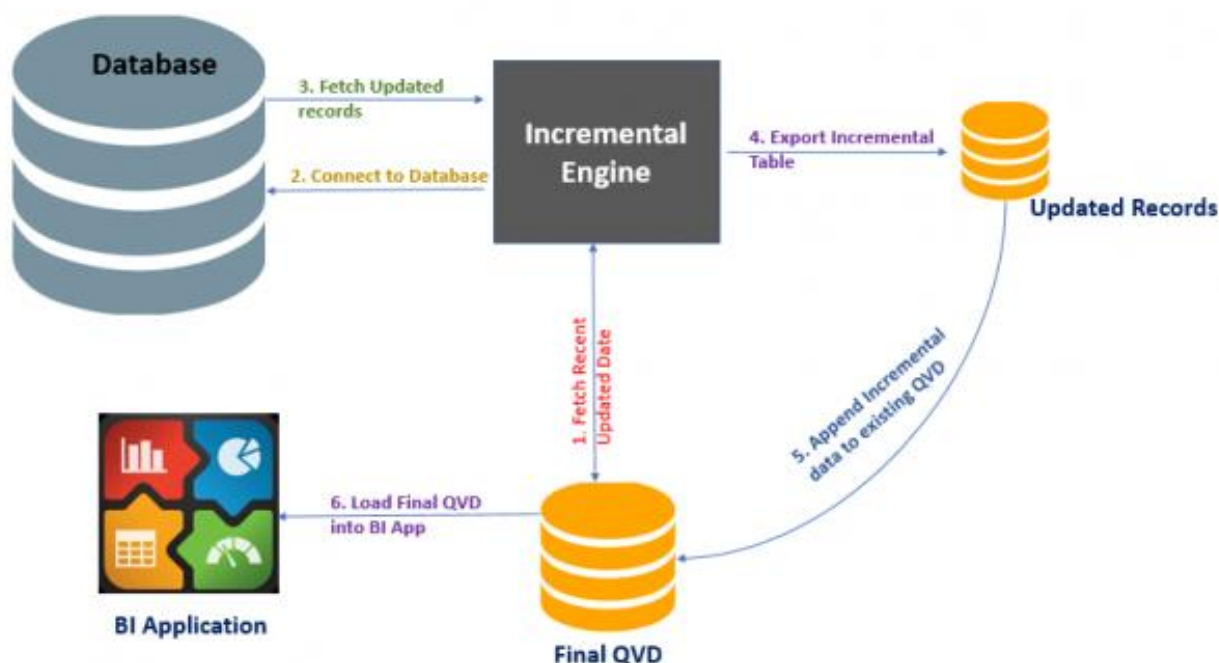 Database
3. Fetch Updated
records
2. Connect to Database
Incremental
Engine
4. Export Incremental
Table
Updated Records
1. Fetch Recent
Updated Date
5. Append Incremental
data to existing QVD
6. Load Final QVD
into BI App
BI Application
Final QVD